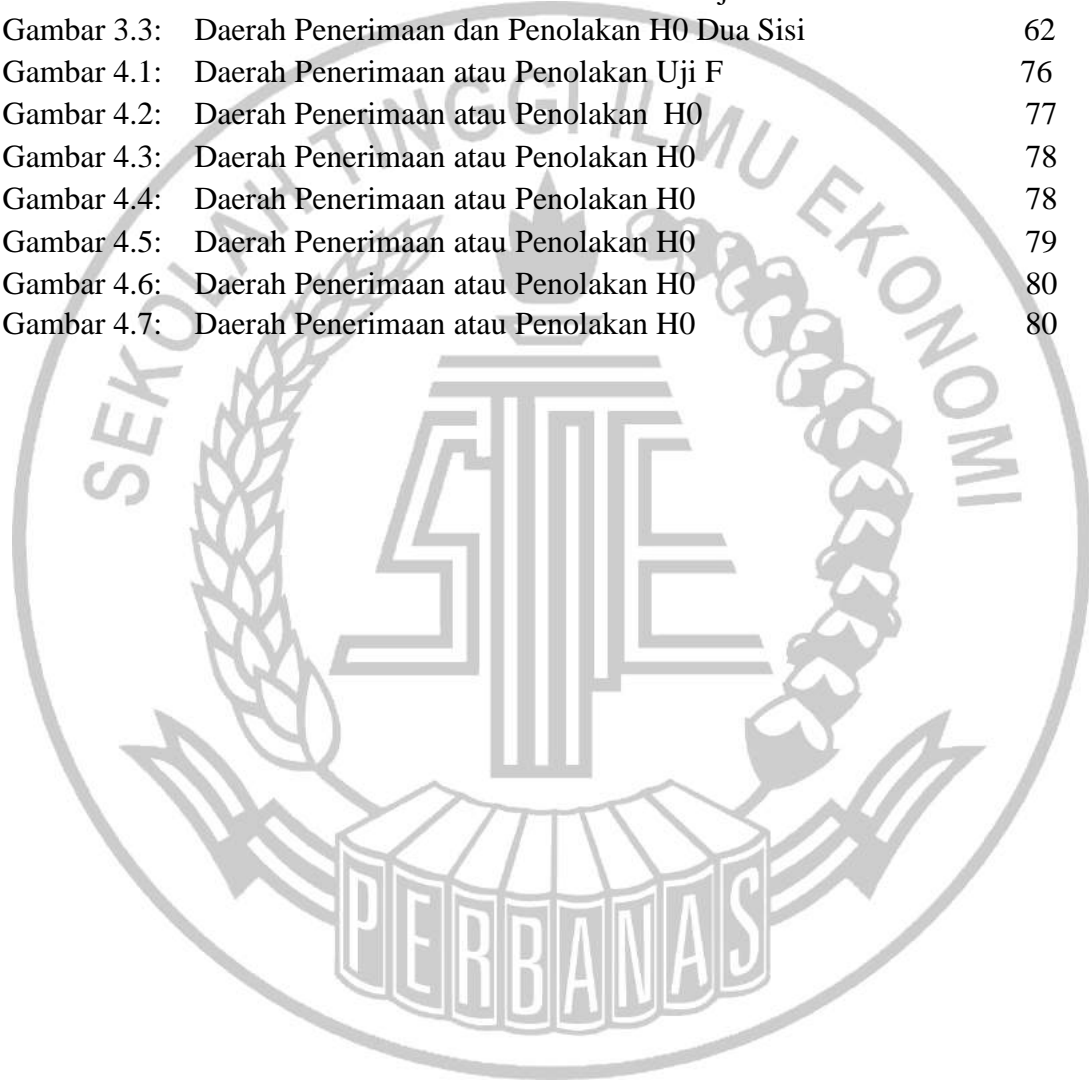 Gambar 3.3: Daerah Penerimaan dan Penolakan H0 Dua Sisi 62
Gambar 4.1: Daerah Penerimaan atau Penolakan Uji F 76
Gambar 4.2: Daerah Penerimaan atau Penolakan H0 77
Gambar 4.3: Daerah Penerimaan atau Penolakan H0 78
Gambar 4.4: Daerah Penerimaan atau Penolakan H0 78
Gambar 4.5: Daerah Penerimaan atau Penolakan H0 79
Gambar 4.6: Daerah Penerimaan atau Penolakan H0 80
Gambar 4.7: Daerah Penerimaan atau Penolakan H0 80
SEKOLAH TINGGI ILMU EKONOMI
STIE
PERBANAS